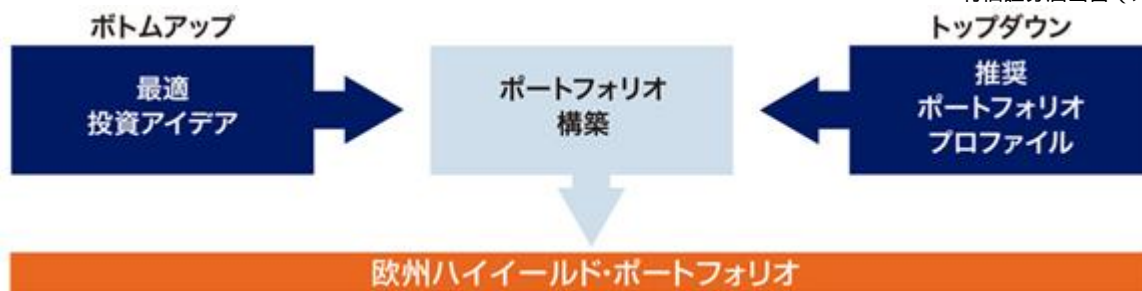 ボトムアップ
トップダウン
最適
投資アイデア
ポートフォリオ
構築
推奨
ポートフォリオ
プロファイル
欧州ハイイールド・ポートフォリオ